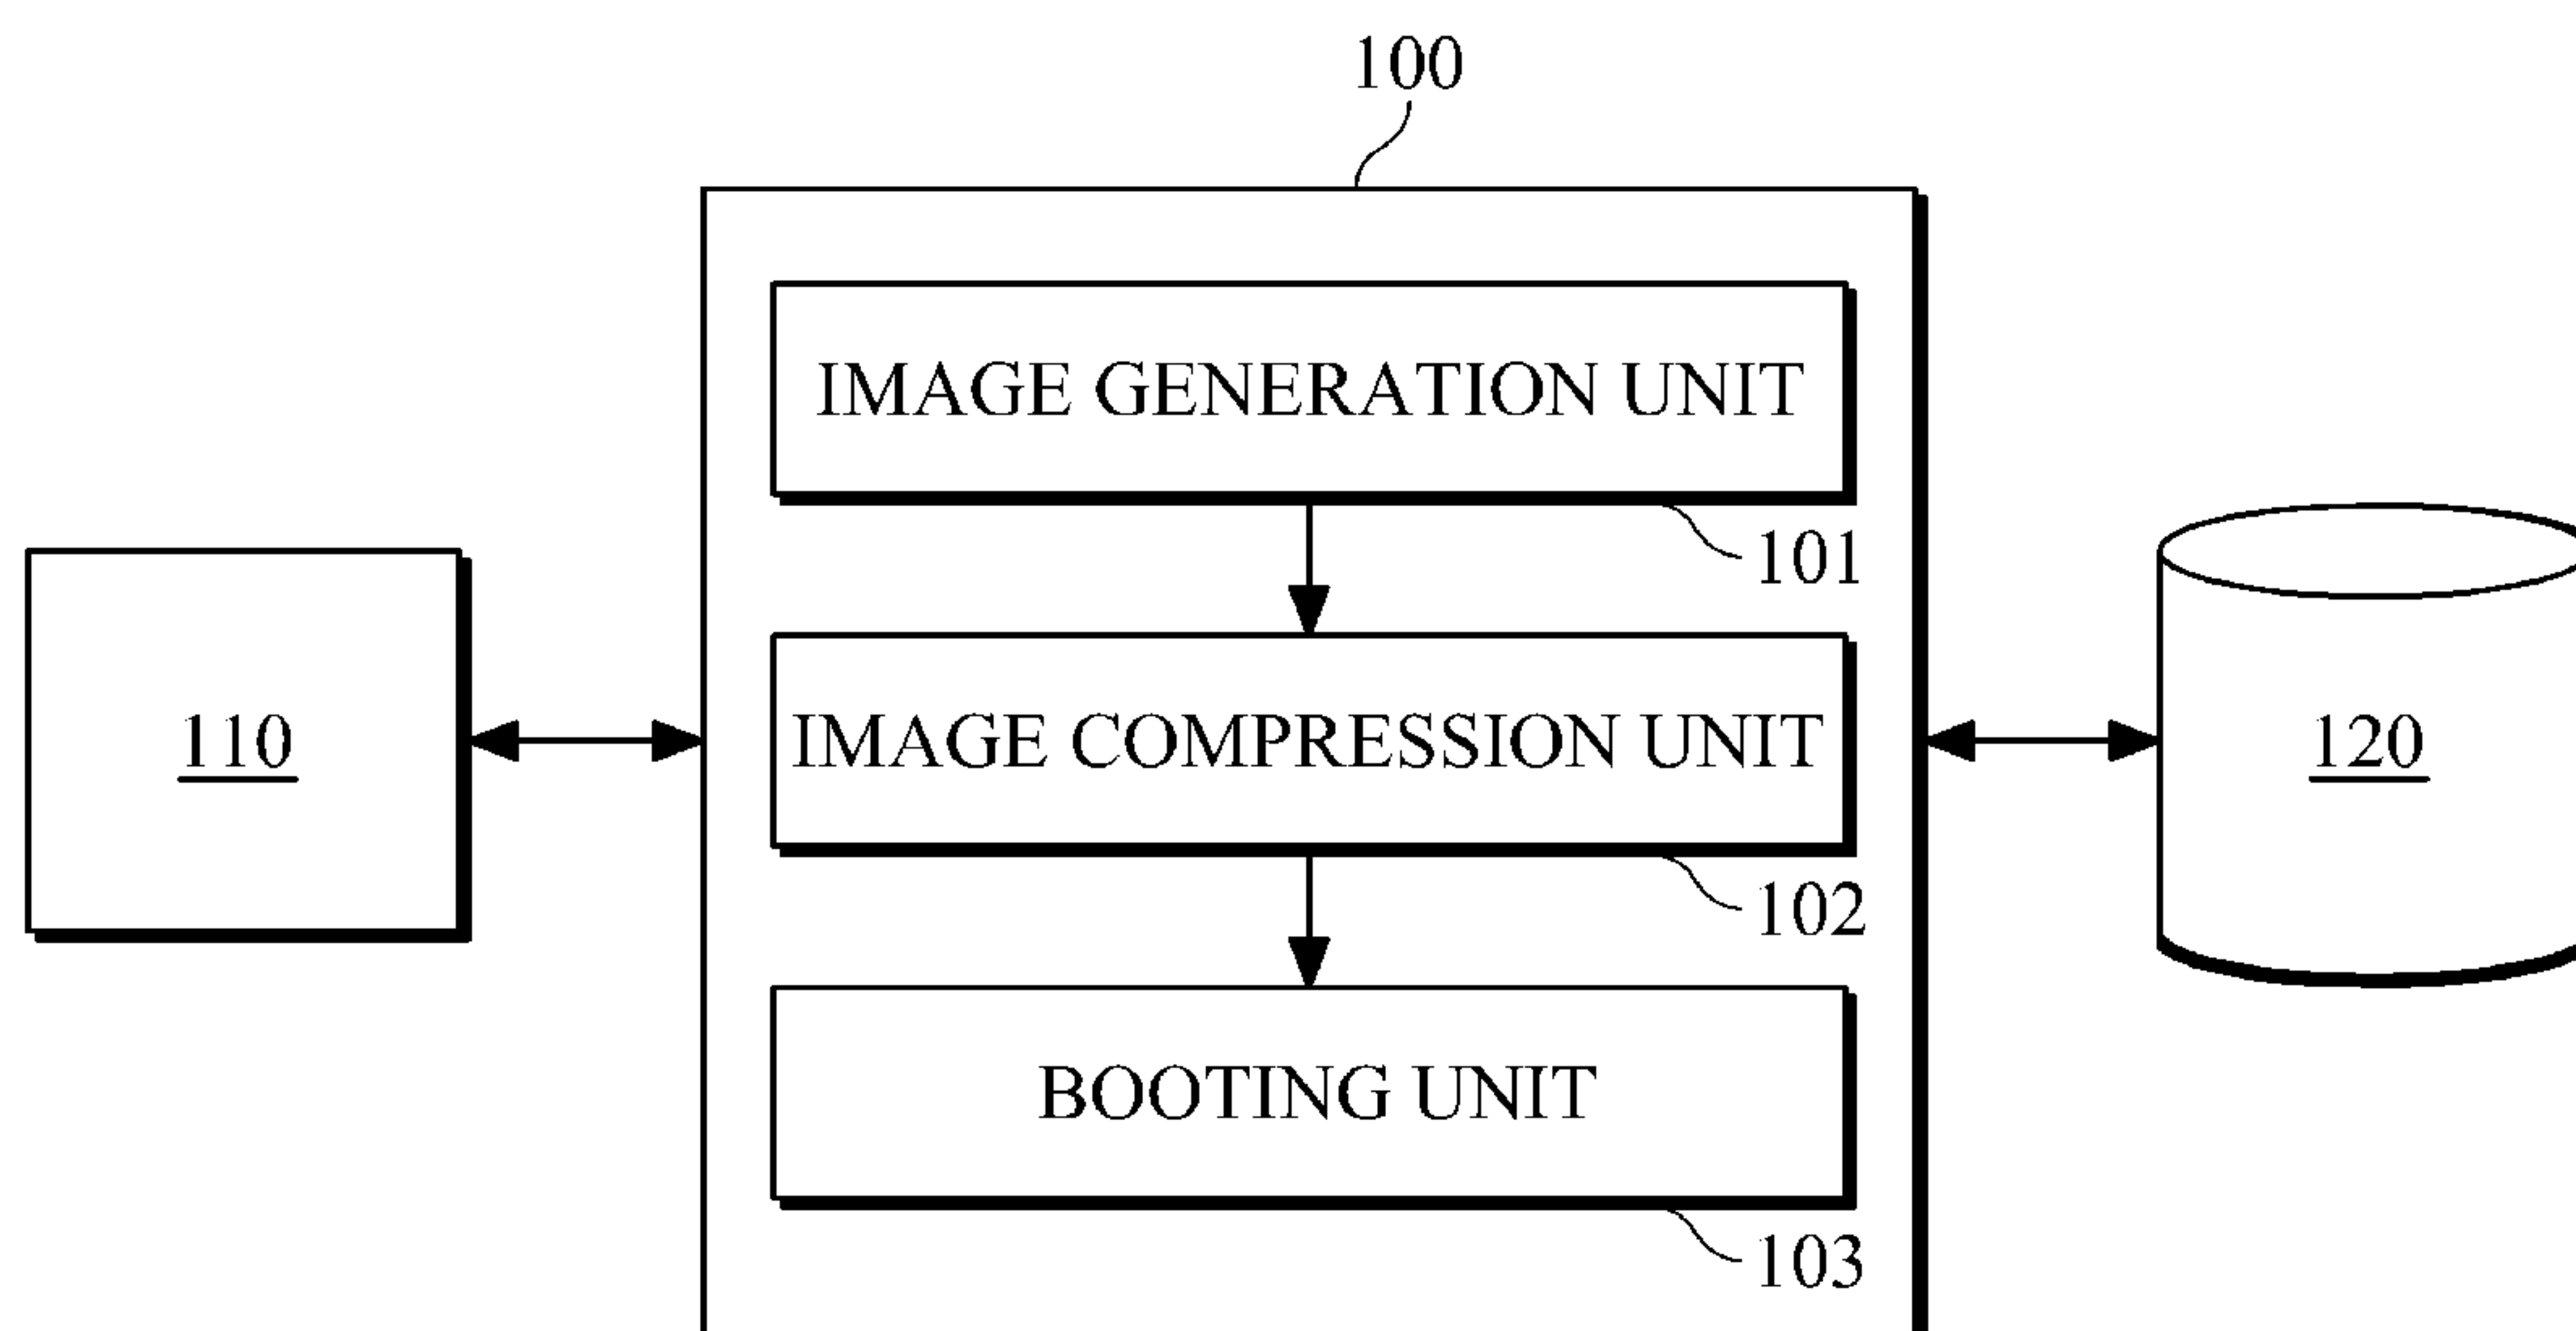 100
IMAGE GENERATION UNIT
101
110
IMAGE COMPRESSION UNIT
120
102
BOOTING UNIT
103